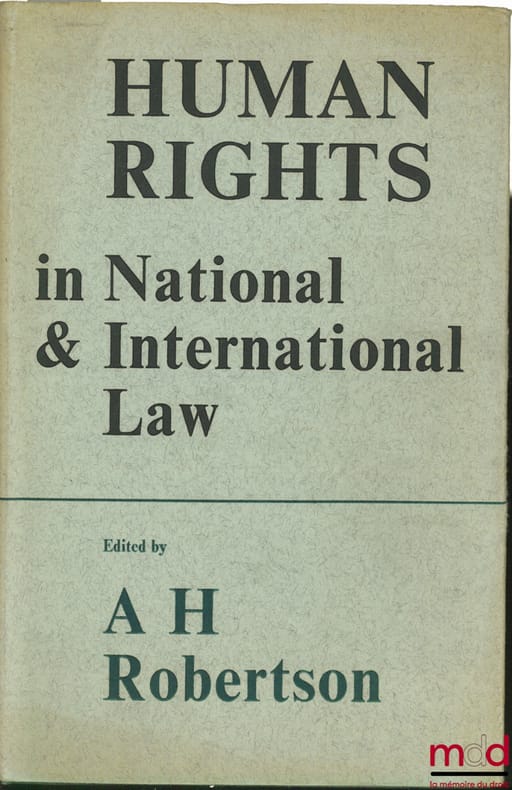 HUMAN
RIGHTS
in National
& International
Law
Edited by
A H
Robertson
mdd
la mémoire du droit